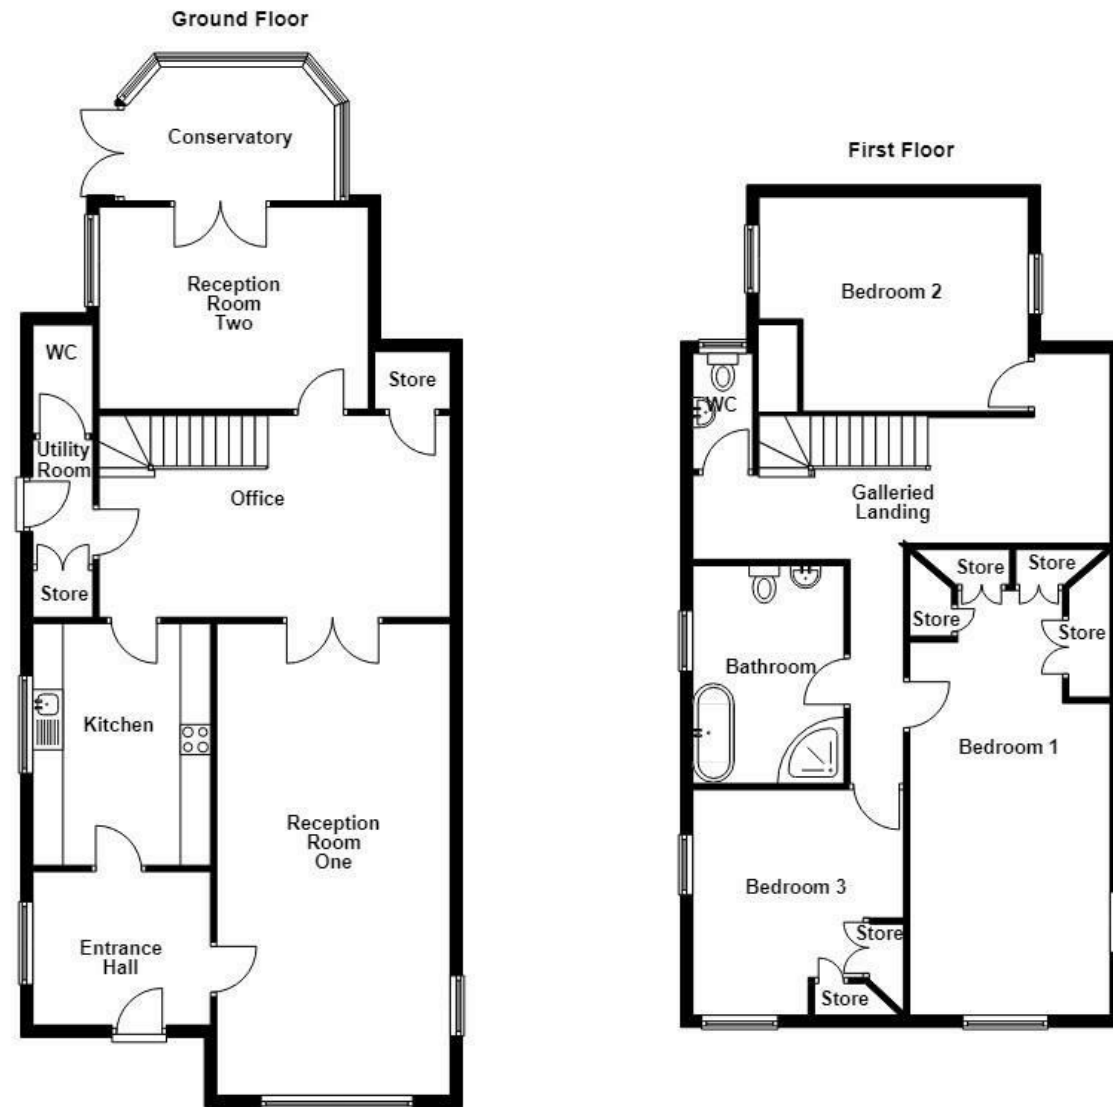 Ground Floor
Conservatory
Reception
Room
Two
WC
Store
Utility
Room
Office
Store
Kitchen
Reception
Room
One
Entrance
Hall
First Floor
Bedroom 2
WC
Galleried
Landing
Store
Store
Store
Store
Bathroom
Bedroom 1
Bedroom 3
Store
Store